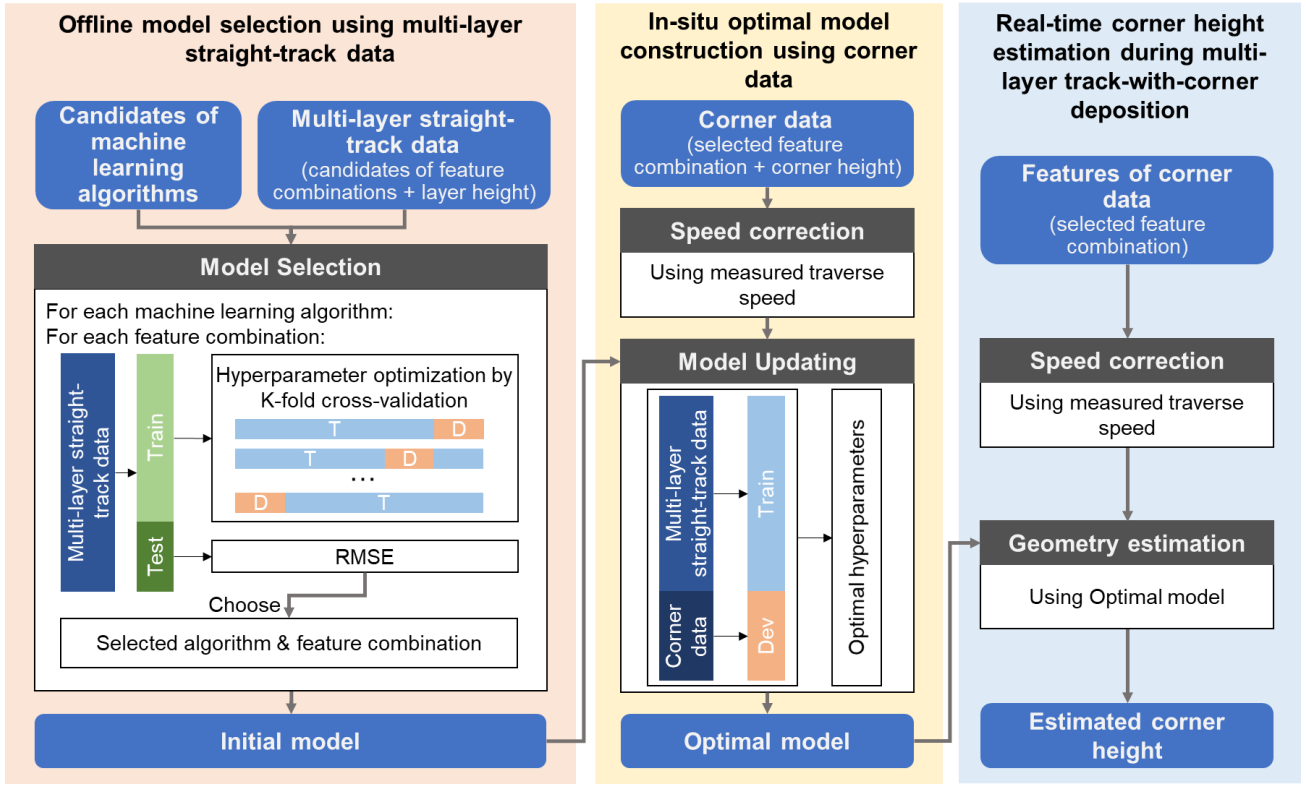 Offline model selection using multi-layer
straight-track data
Candidates of
machine
learning
algorithms
Multi-layer straight-
track data
(candidates of feature
combinations + layer height)
Model Selection
For each machine learning algorithm:
For each feature combination:
Multi-layer straight-
track data
Train
Test
Hyperparameter optimization by
K-fold cross-validation
T
D
T
D
...
D
T
RMSE
Choose
Selected algorithm & feature combination
Initial model
In-situ optimal model
construction using corner
data
Corner data
(selected feature
combination + corner height)
Speed correction
Using measured traverse
speed
Model Updating
Multi-layer
straight-track data
Corner
data
Train
Dev
Optimal hyperparameters
Optimal model
Real-time corner height
estimation during multi-
layer track-with-corner
deposition
Features of corner
data
(selected feature
combination)
Speed correction
Using measured traverse
speed
Geometry estimation
Using Optimal model
Estimated corner
height